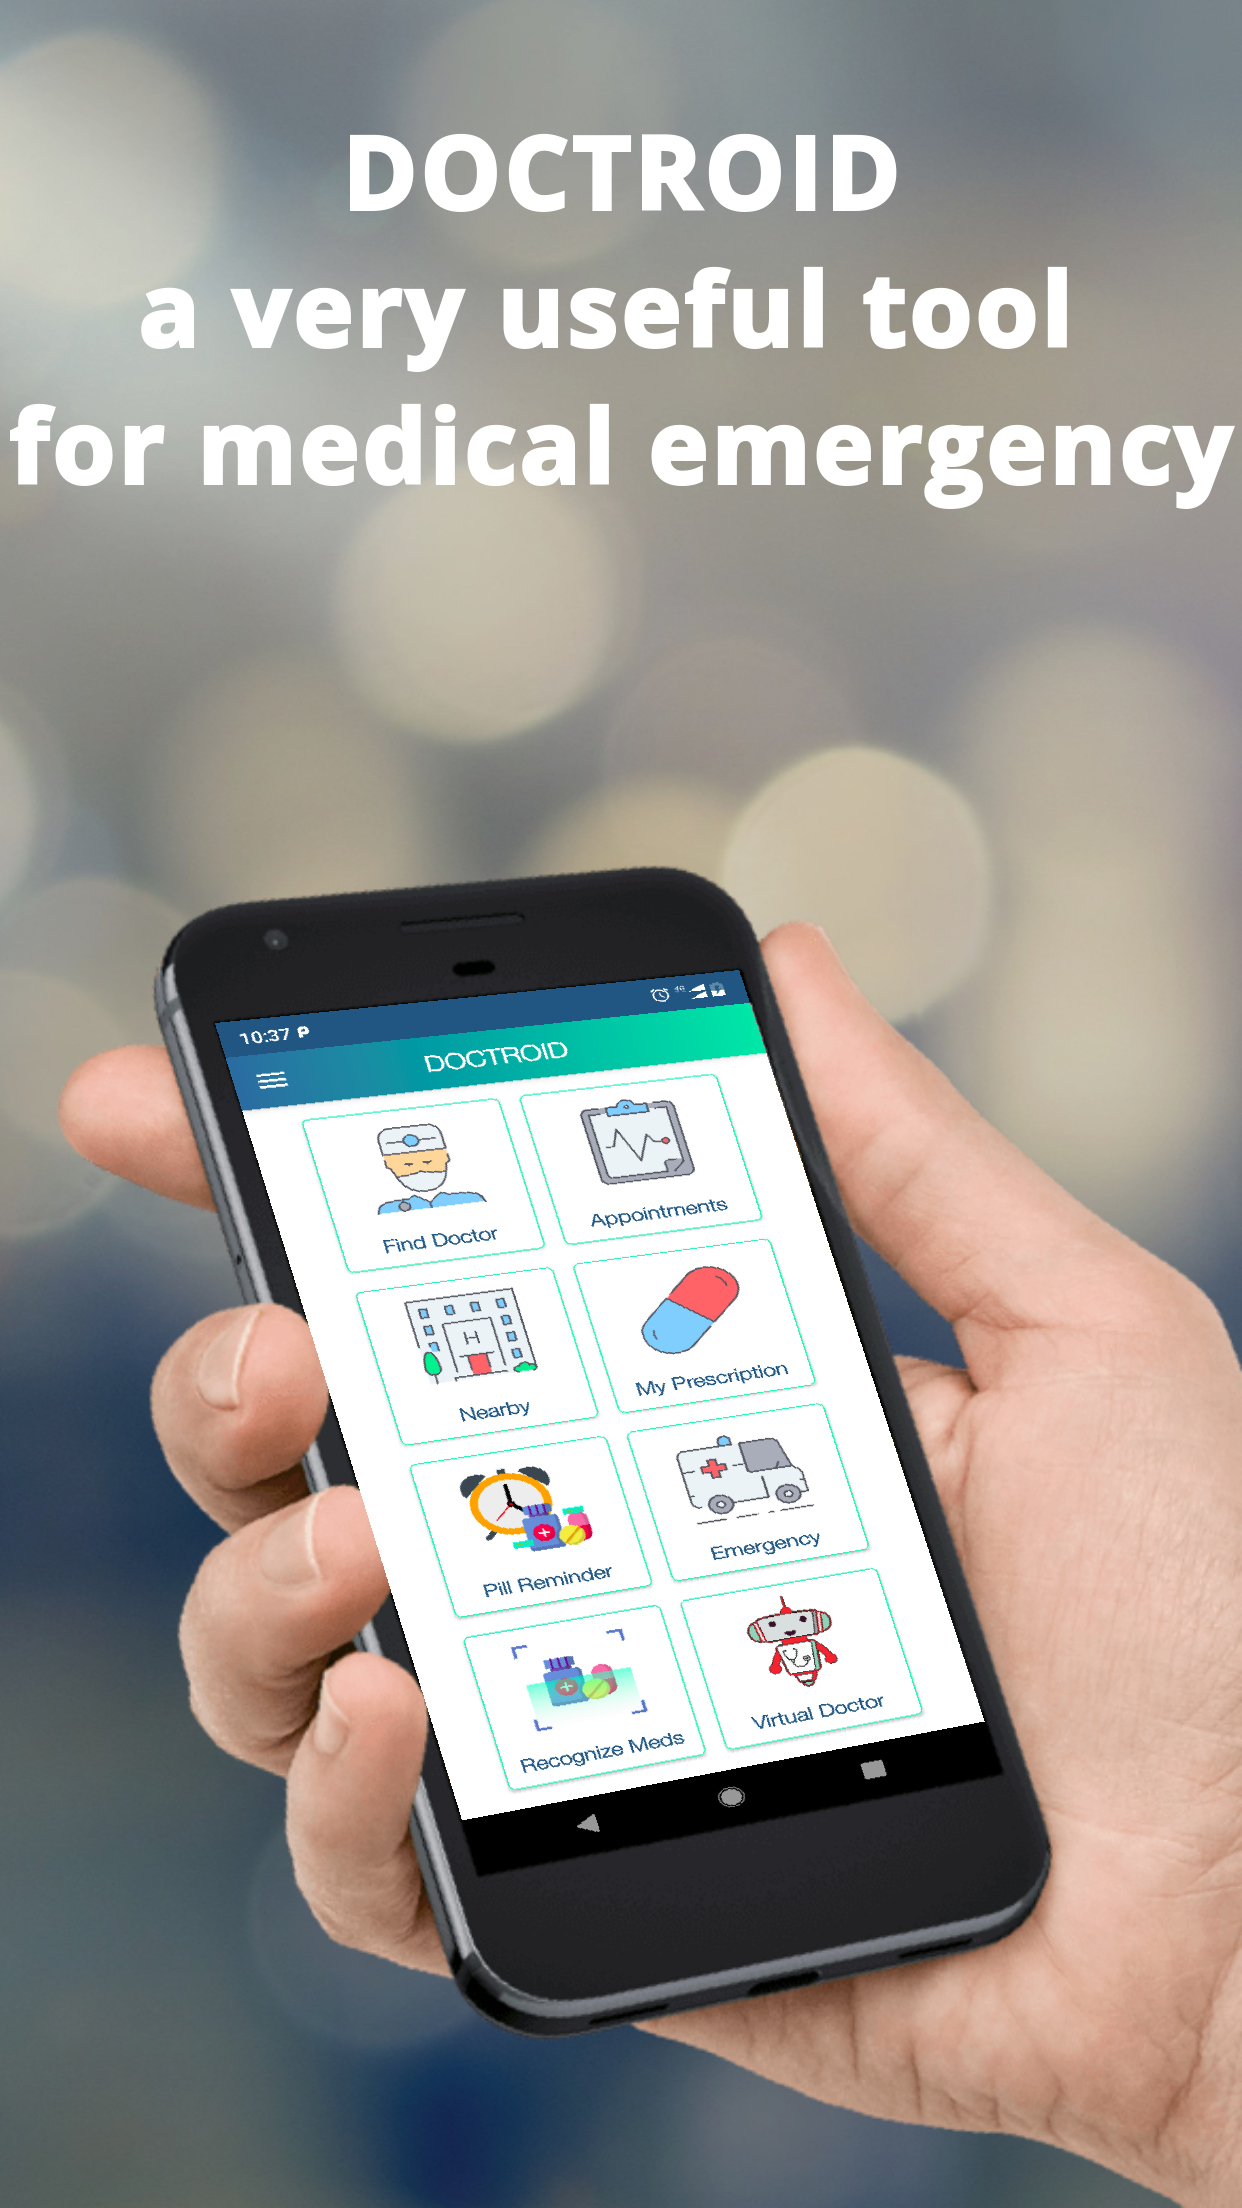 DOCTROID
a very useful tool
for medical emergency
10:37 P
4G
DOCTROID
Find Doctor
Appointments
H
Nearby
My Prescription
Pill Reminder
Emergency
Recognize Meds
Virtual Doctor